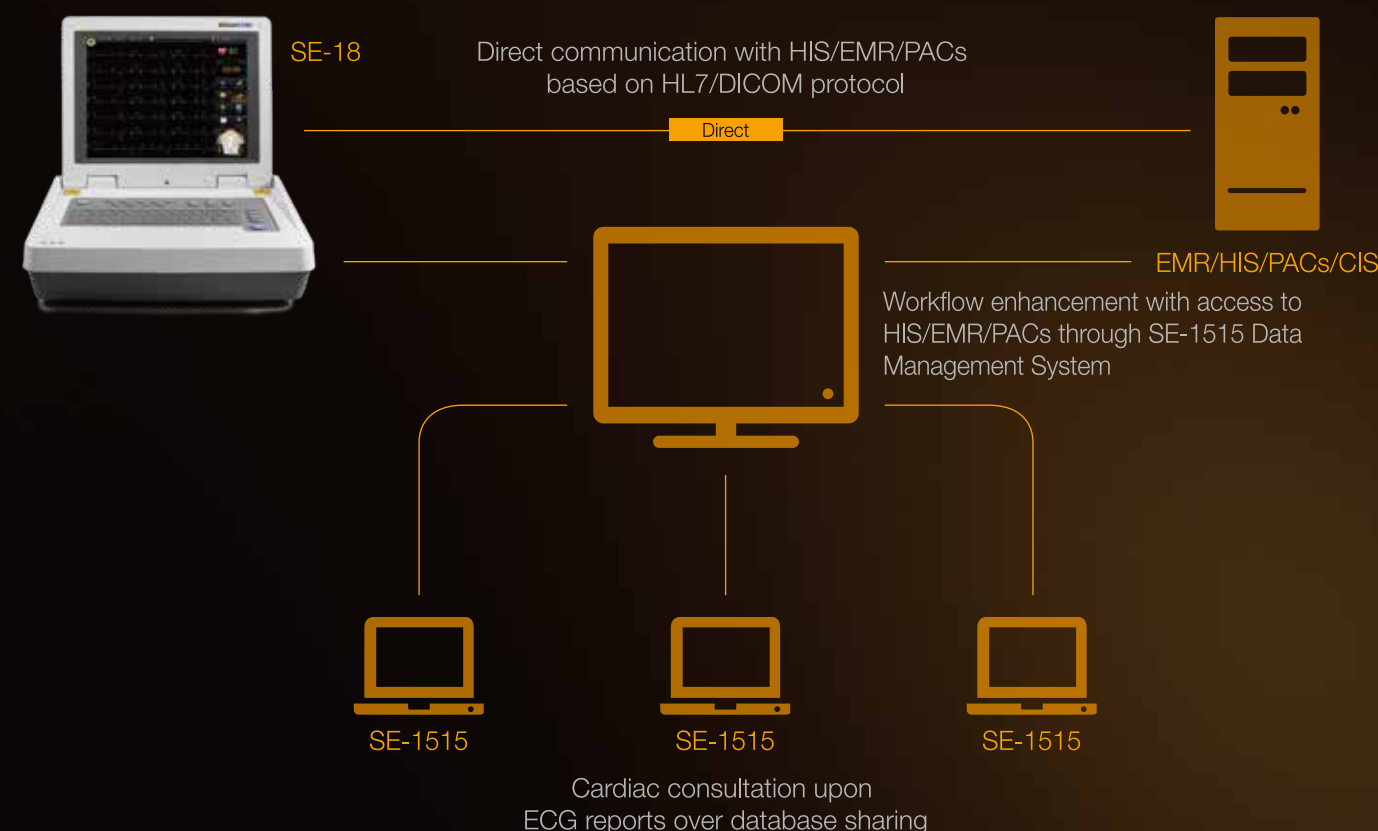 SE-18
Direct communication with HIS/EMR/PACs
based on HL7/DICOM protocol
Direct
EMR/HIS/PACs/CIS
Workflow enhancement with access to
HIS/EMR/PACs through SE-1515 Data
Management System
SE-1515
SE-1515
SE-1515
Cardiac consultation upon
ECG reports over database sharing